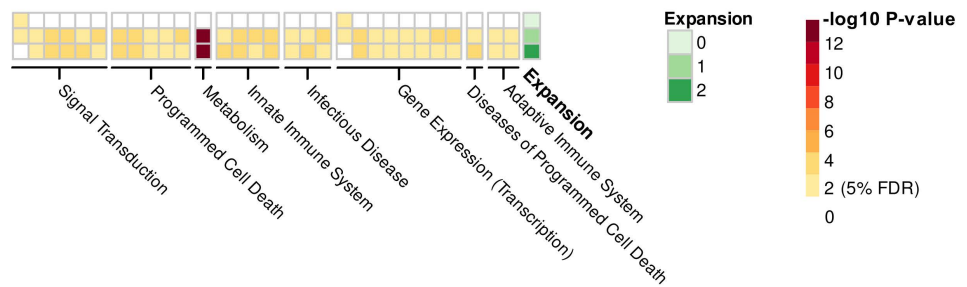 Signal Transduction
Programmed Cell Death
Metabolism
Innate Immune System
Infectious Disease
Gene Expression (Transcription)
Diseases of Programmed Cell Death
Adaptive Immune System
Expansion
Expansion
0
1
2
-log10 P-value
12
10
8
6
4
2 (5% FDR)
0